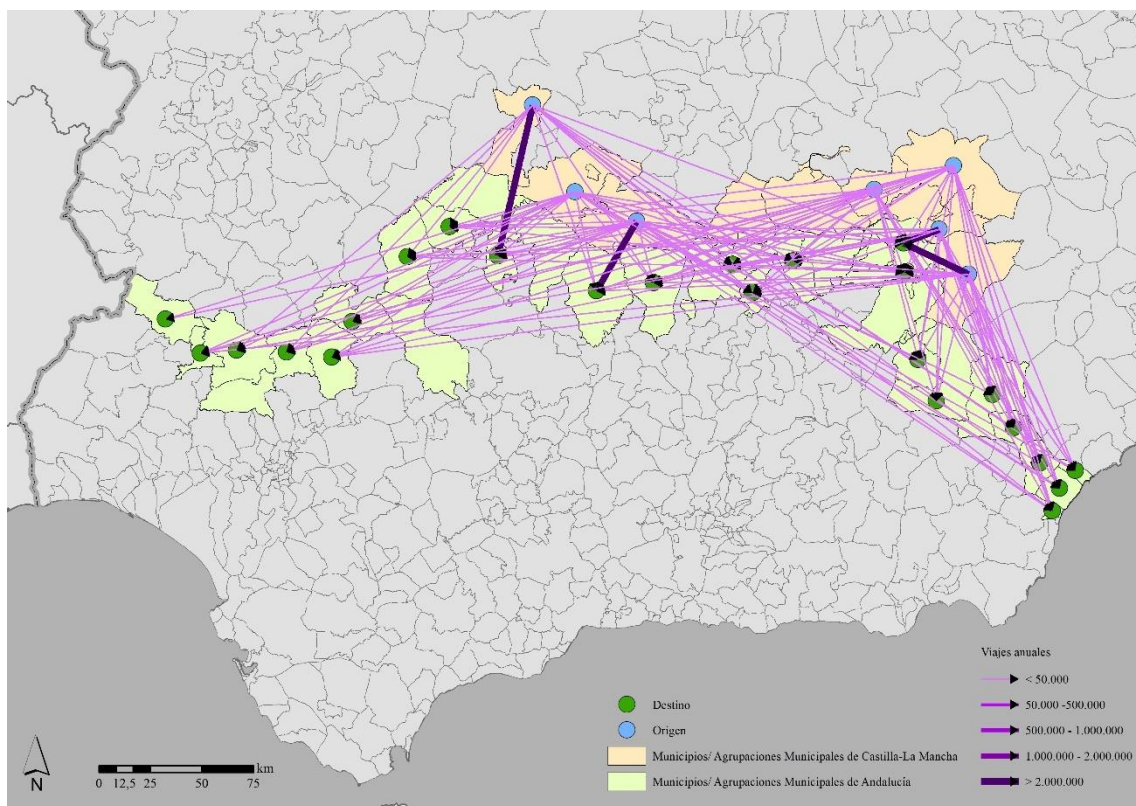 Viajes anuales
< 50.000
50.000 -500.000
500.000 - 1.000.000
1.000.000 - 2.000.000
> 2.000.000
Destino
Origen
Municipios/ Agrupaciones Municipales de Castilla-La Mancha
Municipios/ Agrupaciones Municipales de Andalucía
N
km
0 12,5 25 50 75